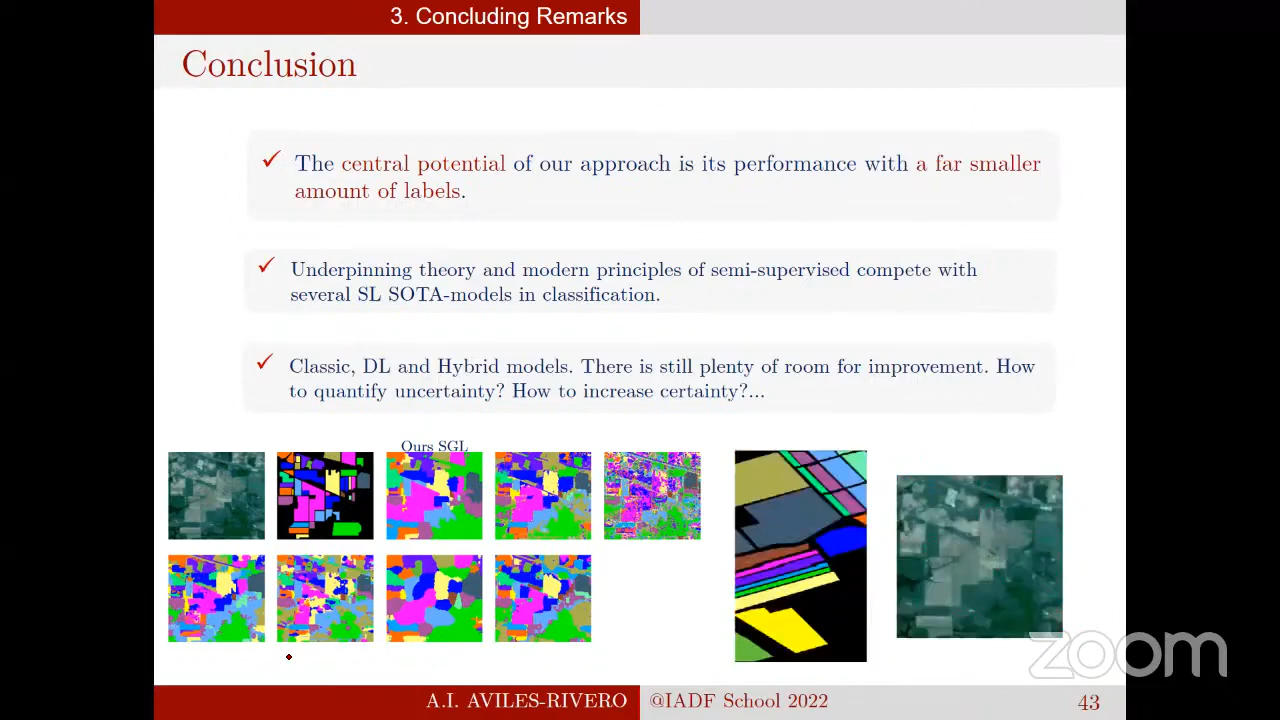 3. Concluding Remarks
Conclusion
✓ The central potential of our approach is its performance with a far smaller
amount of labels.
✓ Underpinning theory and modern principles of semi-supervised compete with
several SL SOTA-models in classification.
✓ Classic, DL and Hybrid models. There is still plenty of room for improvement. How
to quantify uncertainty? How to increase certainty?...
Ours SGL
zoom
A.I. AVILES-RIVERO @IADF School 2022 43